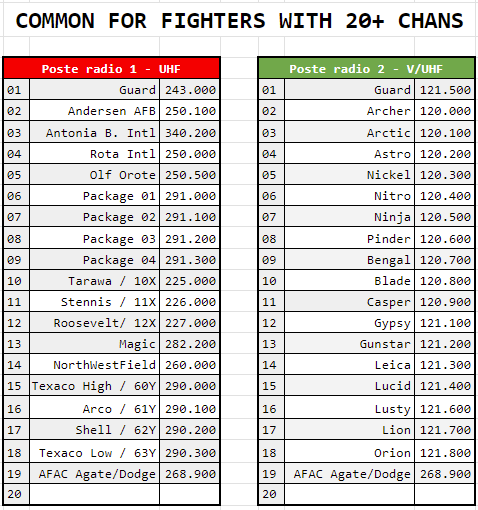 COMMON FOR FIGHTERS WITH 20+ CHANS
Poste radio 1 - UHF
01 Guard 243.000
02 Andersen AFB 250.100
03 Antonia B. Intl 340.200
04 Rota Intl 250.000
05 Olf Orote 250.500
06 Package 01 291.000
07 Package 02 291.100
08 Package 03 291.200
09 Package 04 291.300
10 Tarawa / 10X 225.000
11 Stennis / 11X 226.000
12 Roosevelt/ 12X 227.000
13 Magic 282.200
14 NorthWestField 260.000
15 Texaco High / 60Y 290.000
16 Arco / 61Y 290.100
17 Shell / 62Y 290.200
18 Texaco Low / 63Y 290.300
19 AFAC Agate/Dodge 268.900
20
Poste radio 2 - V/UHF
01 Guard 121.500
02 Archer 120.000
03 Arctic 120.100
04 Astro 120.200
05 Nickel 120.300
06 Nitro 120.400
07 Ninja 120.500
08 Pinder 120.600
09 Bengal 120.700
10 Blade 120.800
11 Casper 120.900
12 Gypsy 121.100
13 Gunstar 121.200
14 Leica 121.300
15 Lucid 121.400
16 Lusty 121.600
17 Lion 121.700
18 Orion 121.800
19 AFAC Agate/Dodge 268.900
20